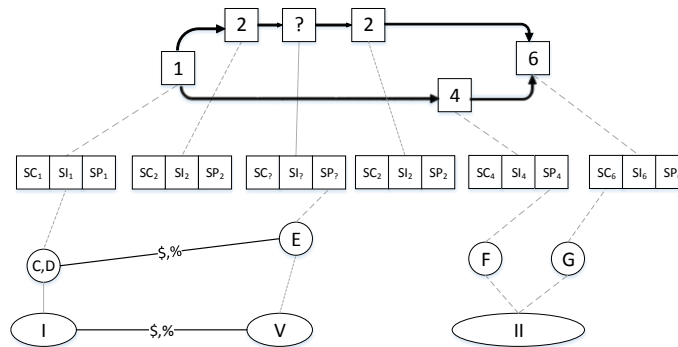 2 ? 2
1
6
4
SC₁ SI₁ SP₁ SC₂ SI₂ SP₂ SC? SI? SP? SC₂ SI₂ SP₂ SC₄ SI₄ SP₄ SC₆ SI₆
C,D $,% E F G
I $,% V II